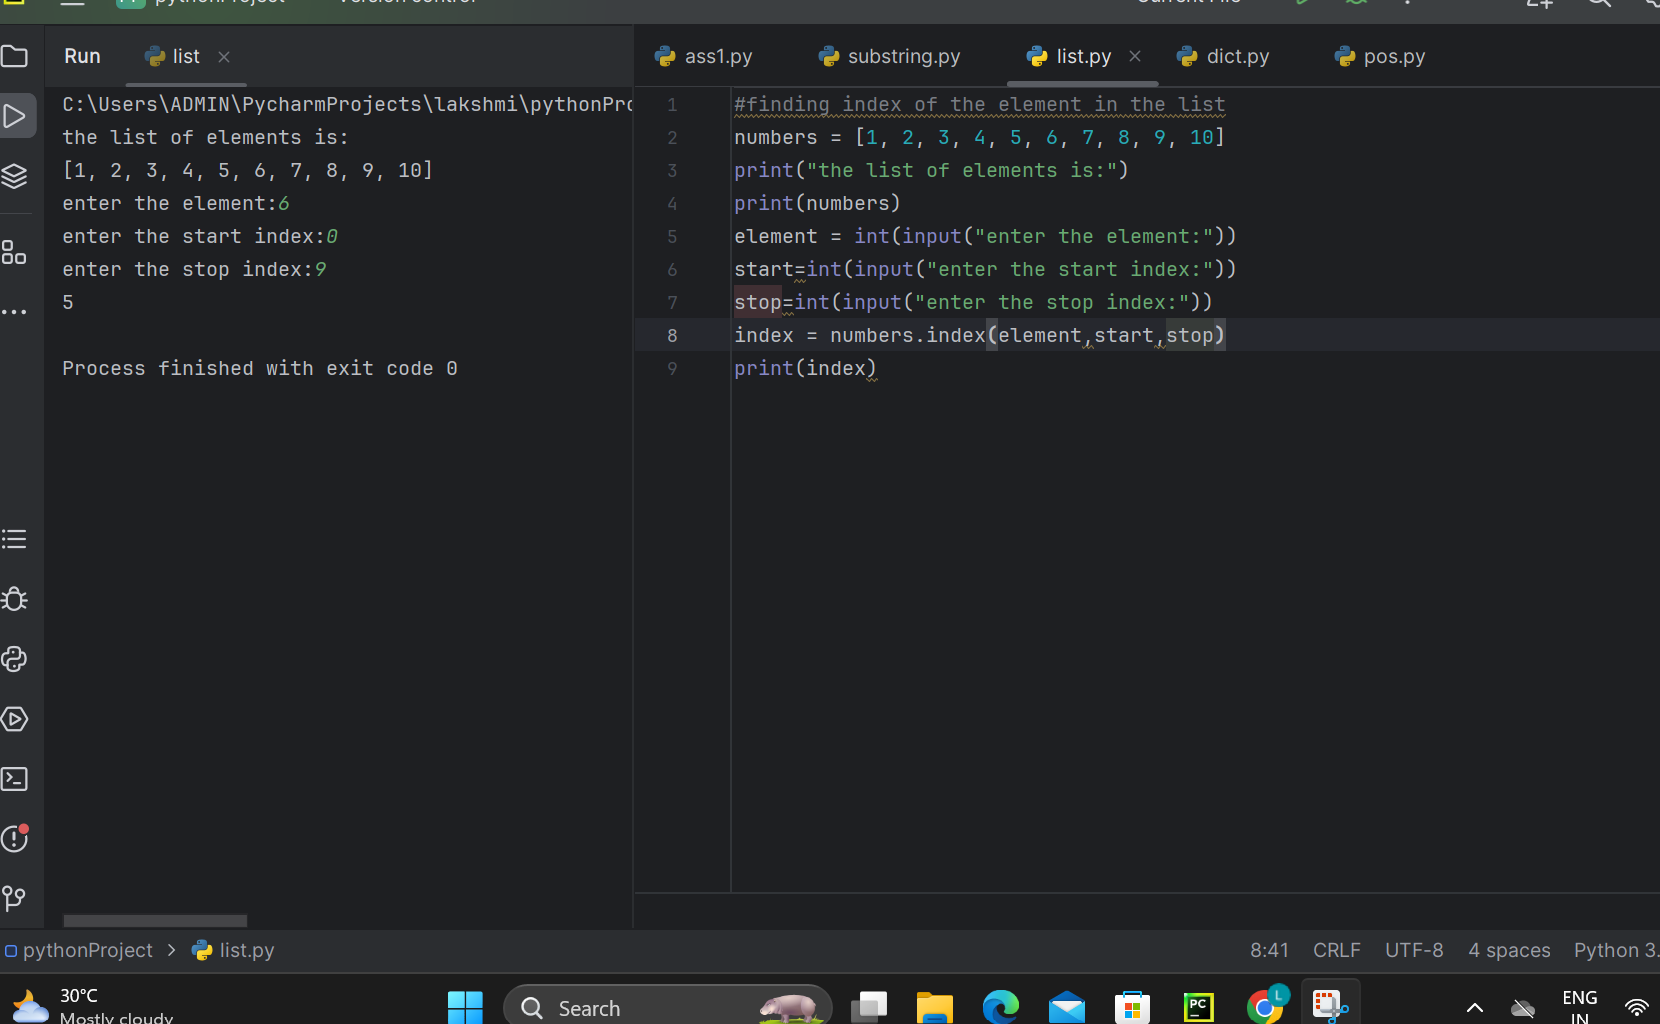 pythonProject Version control Current File
Run list
ass1.py substring.py list.py dict.py pos.py
C:\Users\ADMIN\PycharmProjects\lakshmi\pythonPro
the list of elements is:
[1, 2, 3, 4, 5, 6, 7, 8, 9, 10]
enter the element:6
enter the start index:0
enter the stop index:9
5
Process finished with exit code 0
1 #finding index of the element in the list
2 numbers = [1, 2, 3, 4, 5, 6, 7, 8, 9, 10]
3 print("the list of elements is:")
4 print(numbers)
5 element = int(input("enter the element:"))
6 start=int(input("enter the start index:"))
7 stop=int(input("enter the stop index:"))
8 index = numbers.index(element,start,stop)
9 print(index)
pythonProject > list.py 8:41 CRLF UTF-8 4 spaces Python 3.
30°C
Mostly cloudy
Search
PC
L
ENG
IN